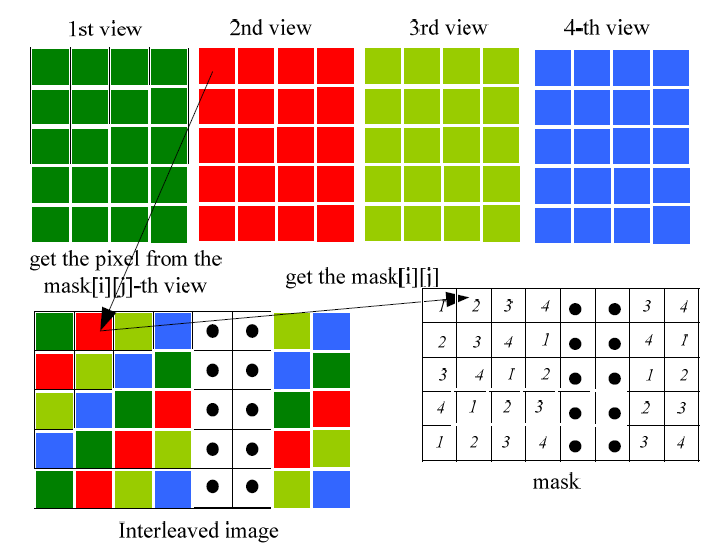 1st view 2nd view 3rd view 4-th view
get the pixel from the
mask[i][j]-th view
get the mask[i][j]
1 2 3 4 3 4
2 3 4 1 4 1
3 4 1 2 1 2
4 1 2 3 2 3
1 2 3 4 3 4
mask
Interleaved image